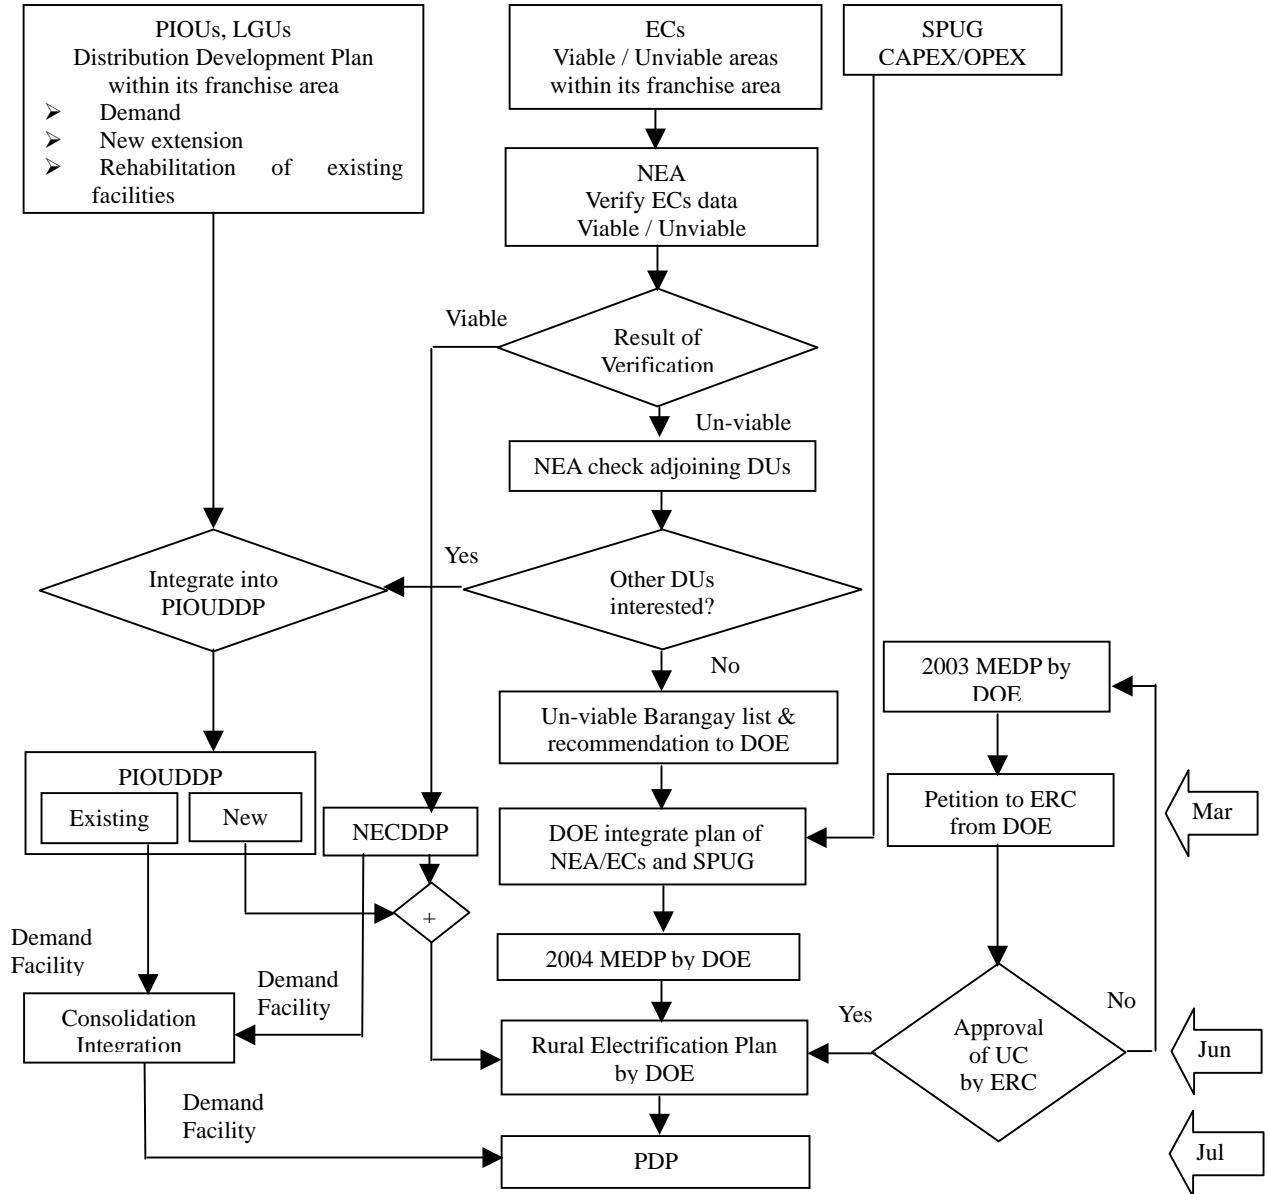 PIOUs, LGUs
Distribution Development Plan
within its franchise area
➢ Demand
➢ New extension
➢ Rehabilitation of existing
facilities
ECs
Viable / Unviable areas
within its franchise area
SPUG
CAPEX/OPEX
NEA
Verify ECs data
Viable / Unviable
Viable
Result of
Verification
Un-viable
NEA check adjoining DUs
Yes
Integrate into
PIOUDDP
Other DUs
interested?
No
2003 MEDP by
DOE
Un-viable Barangay list &
recommendation to DOE
PIOUDDP
Existing
New
NECDDP
DOE integrate plan of
NEA/ECs and SPUG
Petition to ERC
from DOE
Mar
+
Demand
Facility
2004 MEDP by DOE
Demand
Facility
Consolidation
Integration
Rural Electrification Plan
by DOE
Yes
Approval
of UC
by ERC
No
Jun
Demand
Facility
PDP
Jul